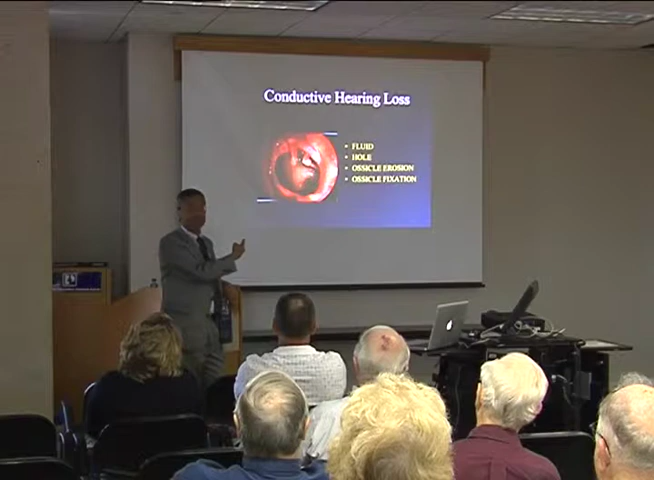 Conductive Hearing Loss
• FLUID
• HOLE
• OSSICLE EROSION
• OSSICLE FIXATION